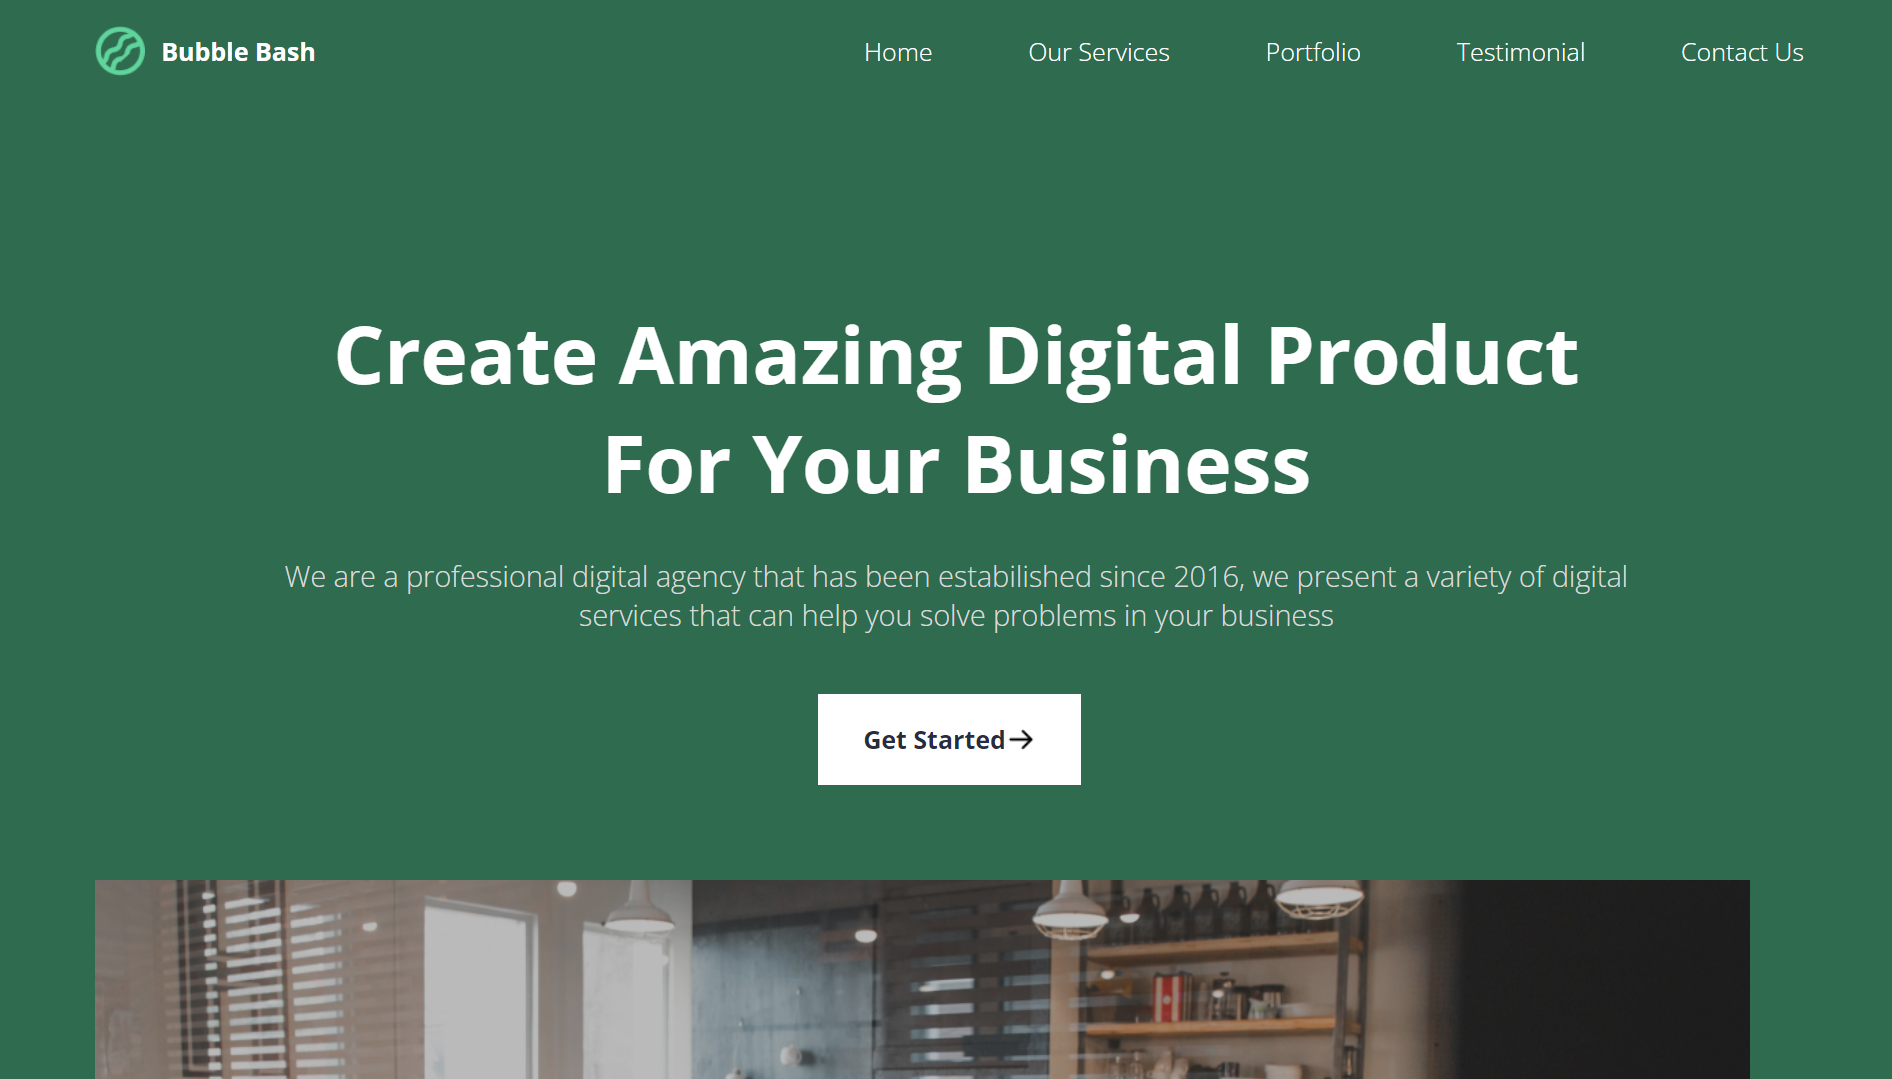 Bubble Bash
Home
Our Services
Portfolio
Testimonial
Contact Us
Create Amazing Digital Product
For Your Business
We are a professional digital agency that has been estabilished since 2016, we present a variety of digital
services that can help you solve problems in your business
Get Started